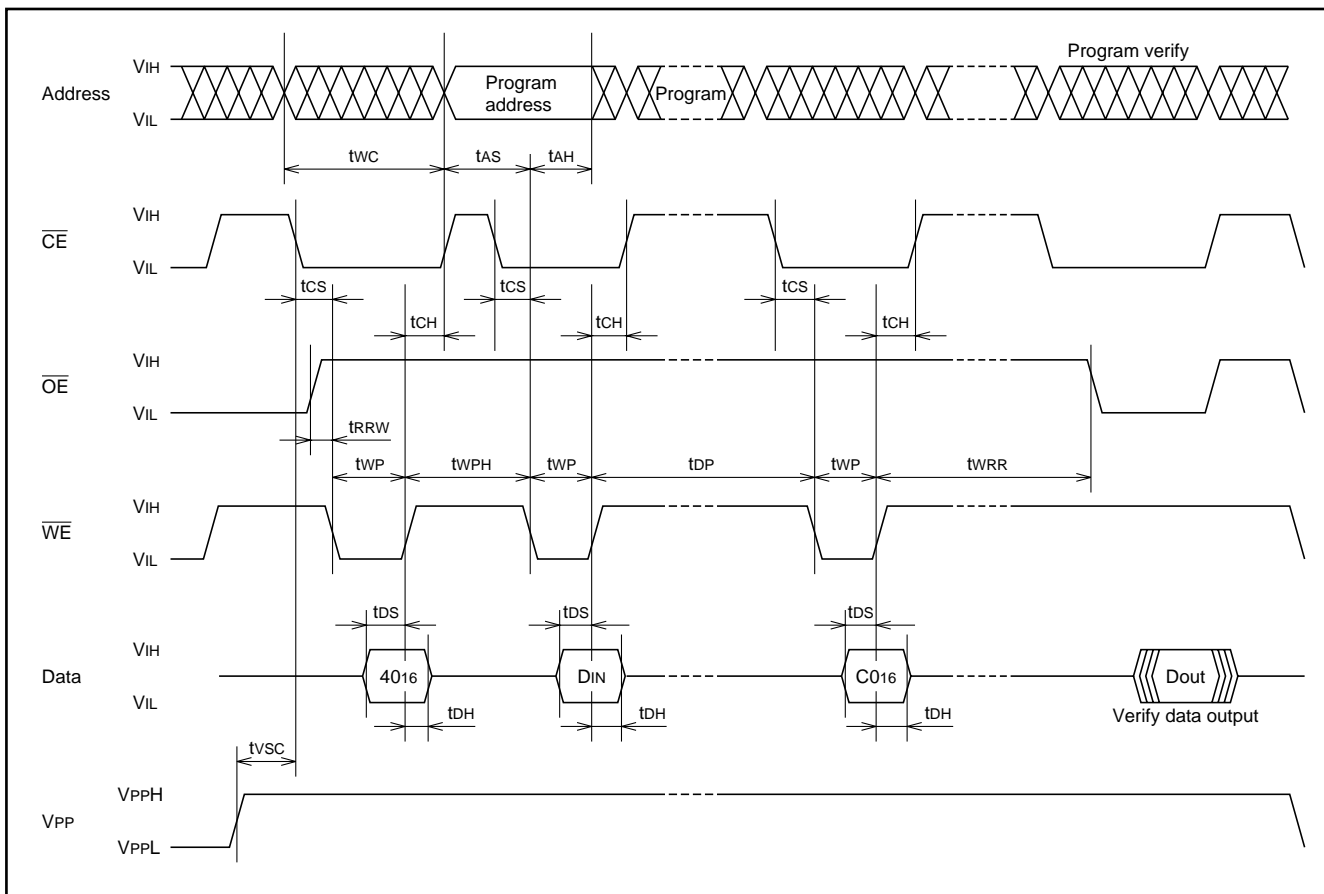 Program verify
VIH
Address
Program address
Program
VIL
tWC
tAS
tAH
VIH
CE
VIL
tCS
tCS
tCS
tCH
tCH
tCH
VIH
OE
VIL
tRRW
tWP
tWPH
tWP
tDP
tWP
tWRR
VIH
WE
VIL
tDS
tDS
tDS
VIH
Data
4016
DIN
C016
Dout
VIL
tDH
tDH
tDH
Verify data output
tVSC
VPPH
VPP
VPPL